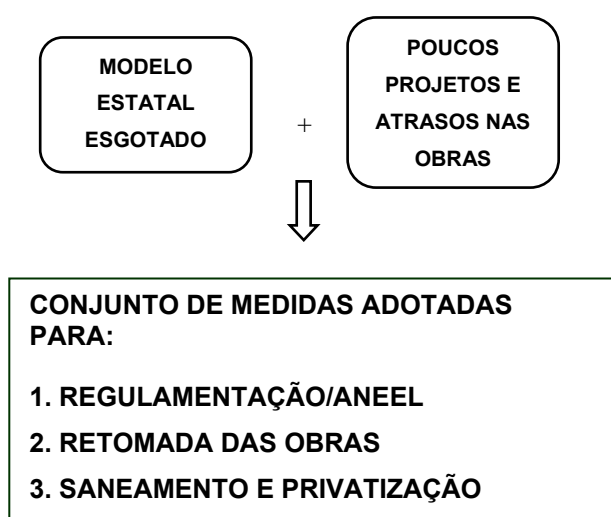 MODELO
ESTATAL
ESGOTADO
+
POUCOS
PROJETOS E
ATRASOS NAS
OBRAS
CONJUNTO DE MEDIDAS ADOTADAS
PARA:
1. REGULAMENTAÇÃO/ANEEL
2. RETOMADA DAS OBRAS
3. SANEAMENTO E PRIVATIZAÇÃO